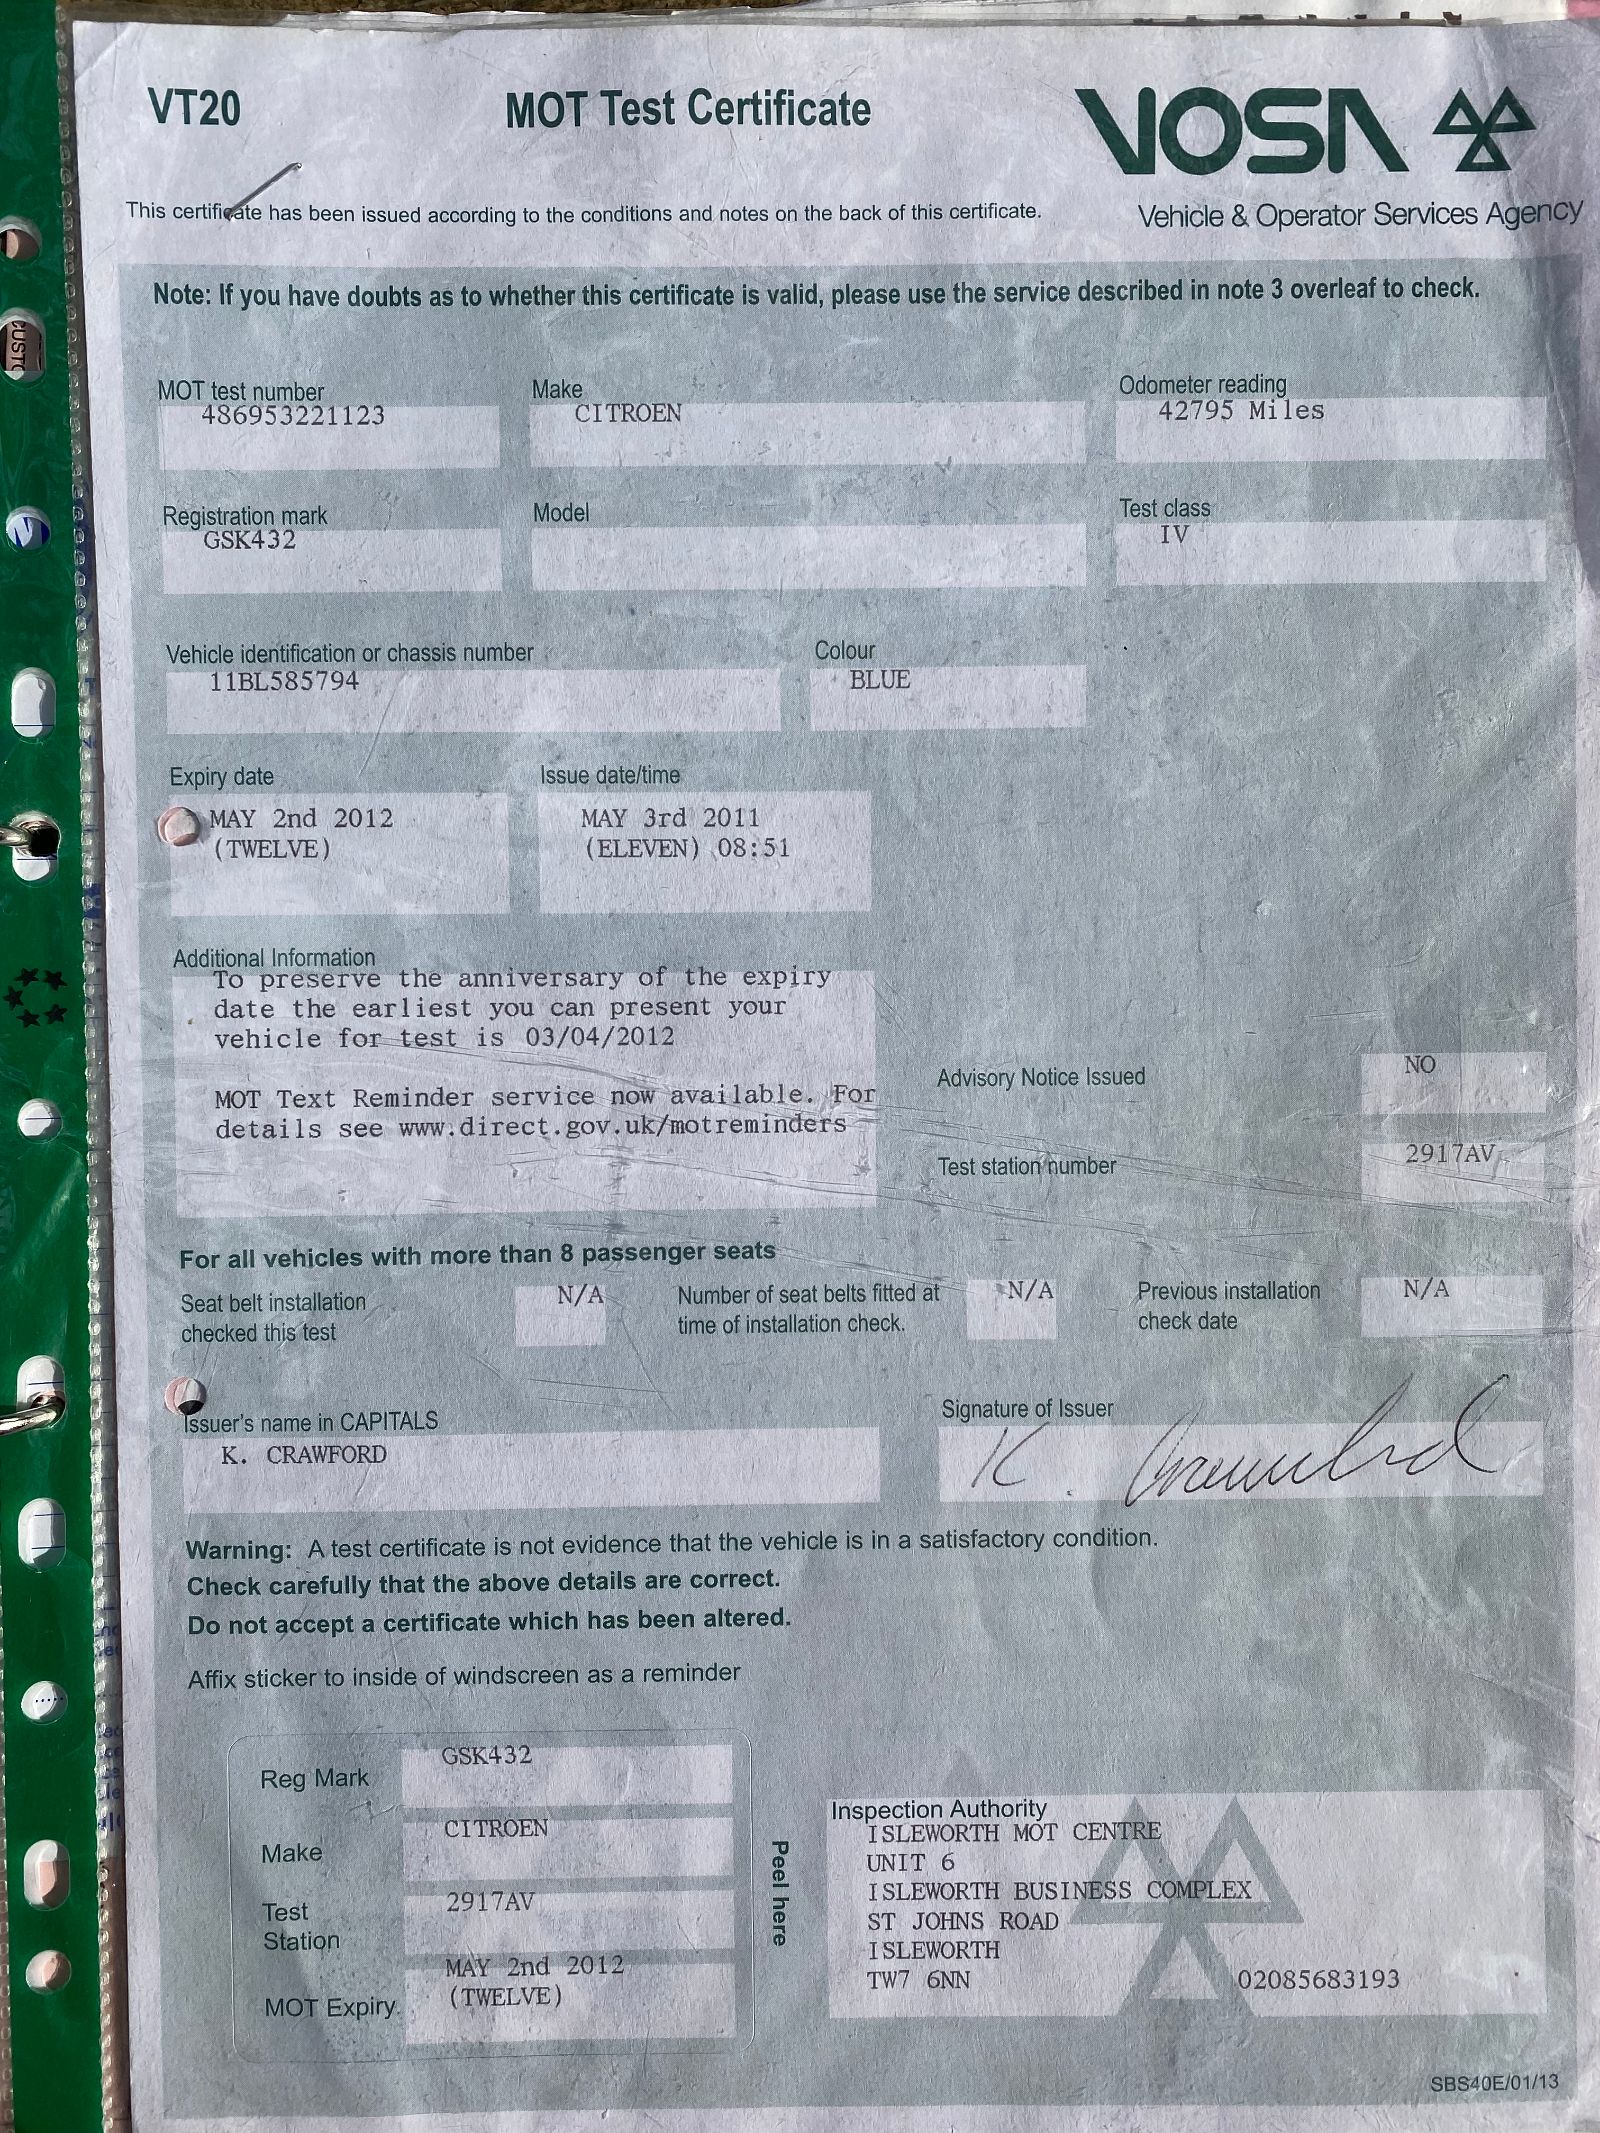 VT20
MOT Test Certificate
VOSA
Vehicle & Operator Services Agency
This certificate has been issued according to the conditions and notes on the back of this certificate.
Note: If you have doubts as to whether this certificate is valid, please use the service described in note 3 overleaf to check.
MOT test number
486953221123
Make
CITROEN
Odometer reading
42795 Miles
Registration mark
GSK432
Model
Test class
IV
Vehicle identification or chassis number
11BL585794
Colour
BLUE
Expiry date
MAY 2nd 2012
(TWELVE)
Issue date/time
MAY 3rd 2011
(ELEVEN) 08:51
Additional Information
To preserve the anniversary of the expiry
date the earliest you can present your
vehicle for test is 03/04/2012
MOT Text Reminder service now available. For
details see www.direct.gov.uk/motreminders
Advisory Notice Issued
NO
Test station number
2917AV
For all vehicles with more than 8 passenger seats
Seat belt installation
checked this test
N/A
Number of seat belts fitted at
time of installation check.
N/A
Previous installation
check date
N/A
Issuer's name in CAPITALS
K. CRAWFORD
Signature of Issuer
K. Crawford
Warning: A test certificate is not evidence that the vehicle is in a satisfactory condition.
Check carefully that the above details are correct.
Do not accept a certificate which has been altered.
Affix sticker to inside of windscreen as a reminder
Reg Mark
GSK432
Make
CITROEN
Test
Station
2917AV
MOT Expiry
MAY 2nd 2012
(TWELVE)
Peel here
Inspection Authority
ISLEWORTH MOT CENTRE
UNIT 6
ISLEWORTH BUSINESS COMPLEX
ST JOHNS ROAD
ISLEWORTH
TW7 6NN
02085683193
SBS40E/01/13